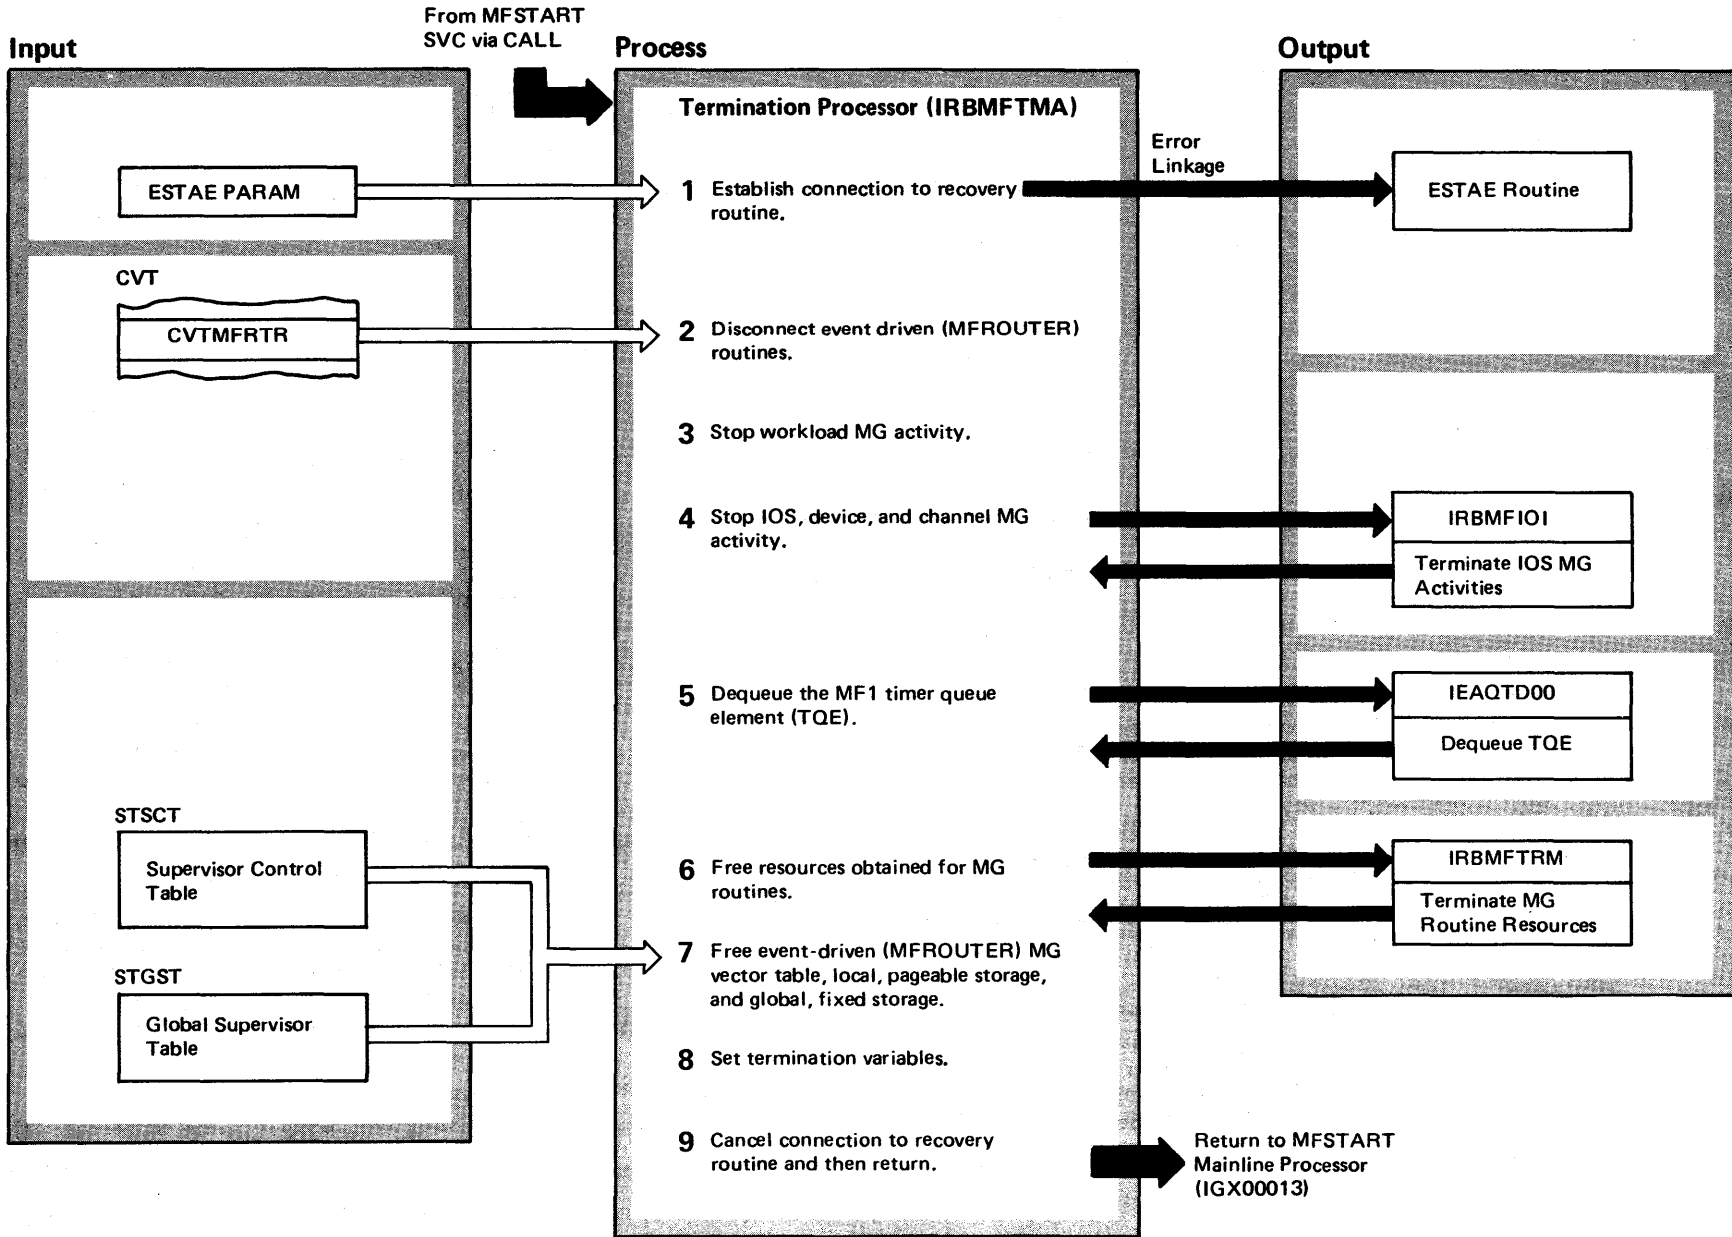 From MFSTART
SVC via CALL
Input
Process
Output
Termination Processor (IRBMFTMA)
Error
Linkage
ESTAE PARAM
1 Establish connection to recovery
routine.
ESTAE Routine
CVT
CVTMFRTR
2 Disconnect event driven (MFROUTER)
routines.
3 Stop workload MG activity.
4 Stop IOS, device, and channel MG
activity.
IRBMFIOI
Terminate IOS MG
Activities
5 Dequeue the MF1 timer queue
element (TQE).
IEAQTD00
Dequeue TQE
STSCT
Supervisor Control
Table
6 Free resources obtained for MG
routines.
IRBMFTRM
Terminate MG
Routine Resources
7 Free event-driven (MFROUTER) MG
vector table, local, pageable storage,
and global, fixed storage.
STGST
Global Supervisor
Table
8 Set termination variables.
9 Cancel connection to recovery
routine and then return.
Return to MFSTART
Mainline Processor
(IGX00013)